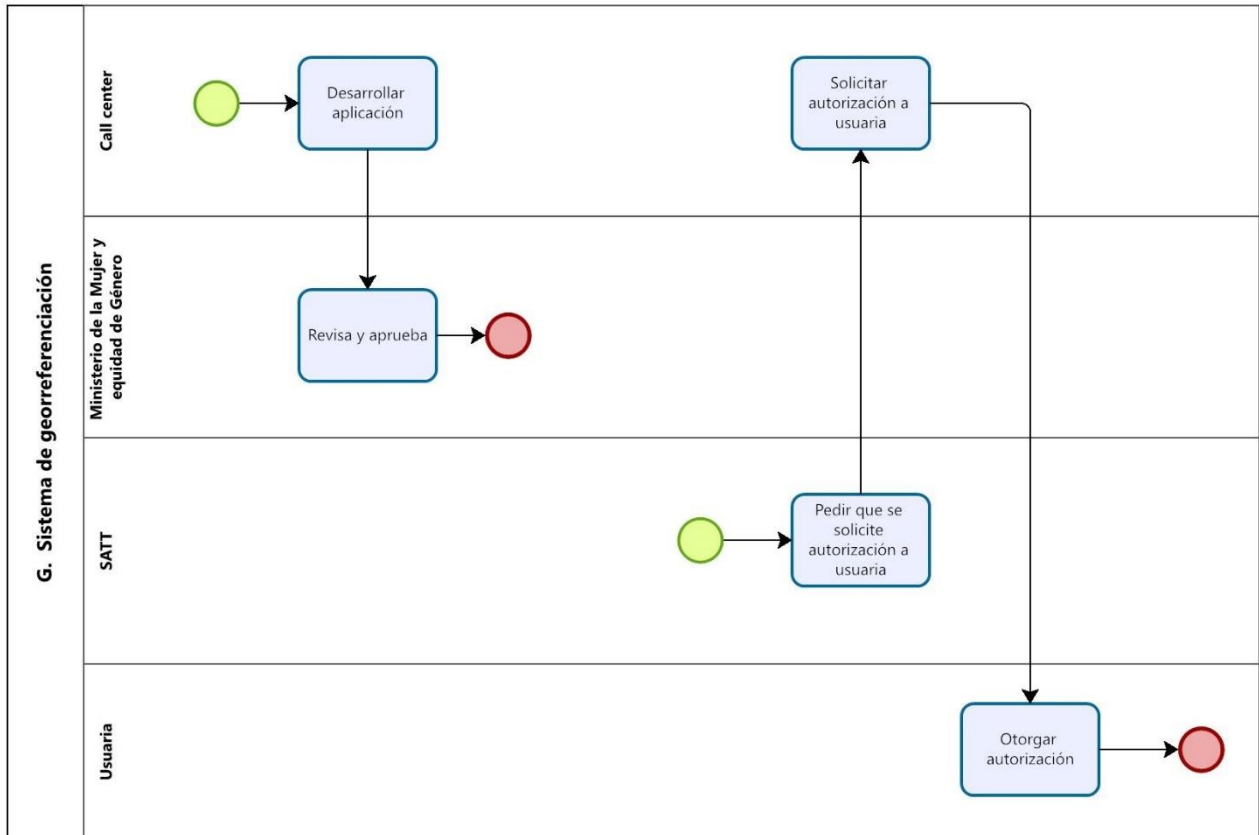 G. Sistema de georreferenciación
Call center
Desarrollar
aplicación
Solicitar
autorización a
usuaria
Ministerio de la Mujer y
equidad de Género
Revisa y aprueba
SATT
Pedir que se
solicite
autorización a
usuaria
Usuaria
Otorgar
autorización